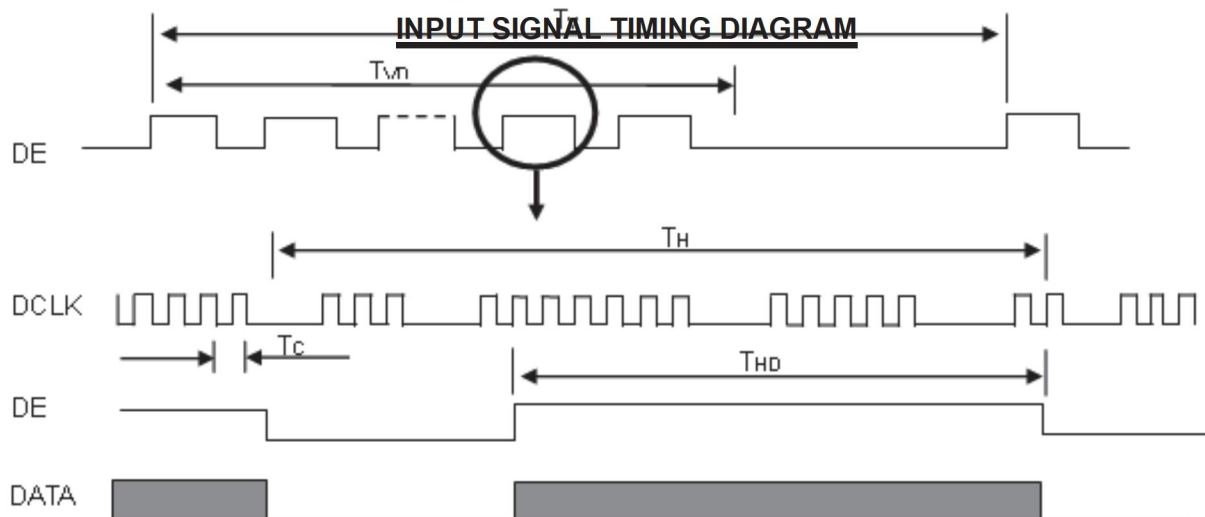 INPUT SIGNAL TIMING DIAGRAM
TVD
DE
TH
DCLK
TC
THD
DE
DATA